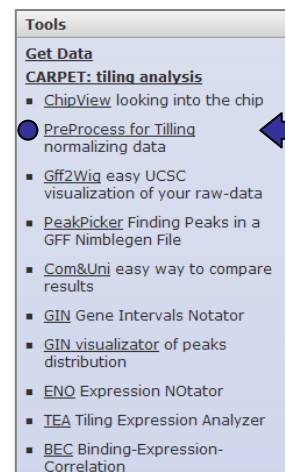 Tools
Get Data
CARPET: tiling analysis
ChipView looking into the chip
PreProcess for Tilling
normalizing data
Gff2Wig easy UCSC
visualization of your raw-data
PeakPicker Finding Peaks in a
GFF Nimblegen File
Com&Uni easy way to compare
results
GIN Gene Intervals Notator
GIN visualizator of peaks
distribution
ENO Expression NOtator
TEA Tiling Expression Analyzer
BEC Binding-Expression-
Correlation